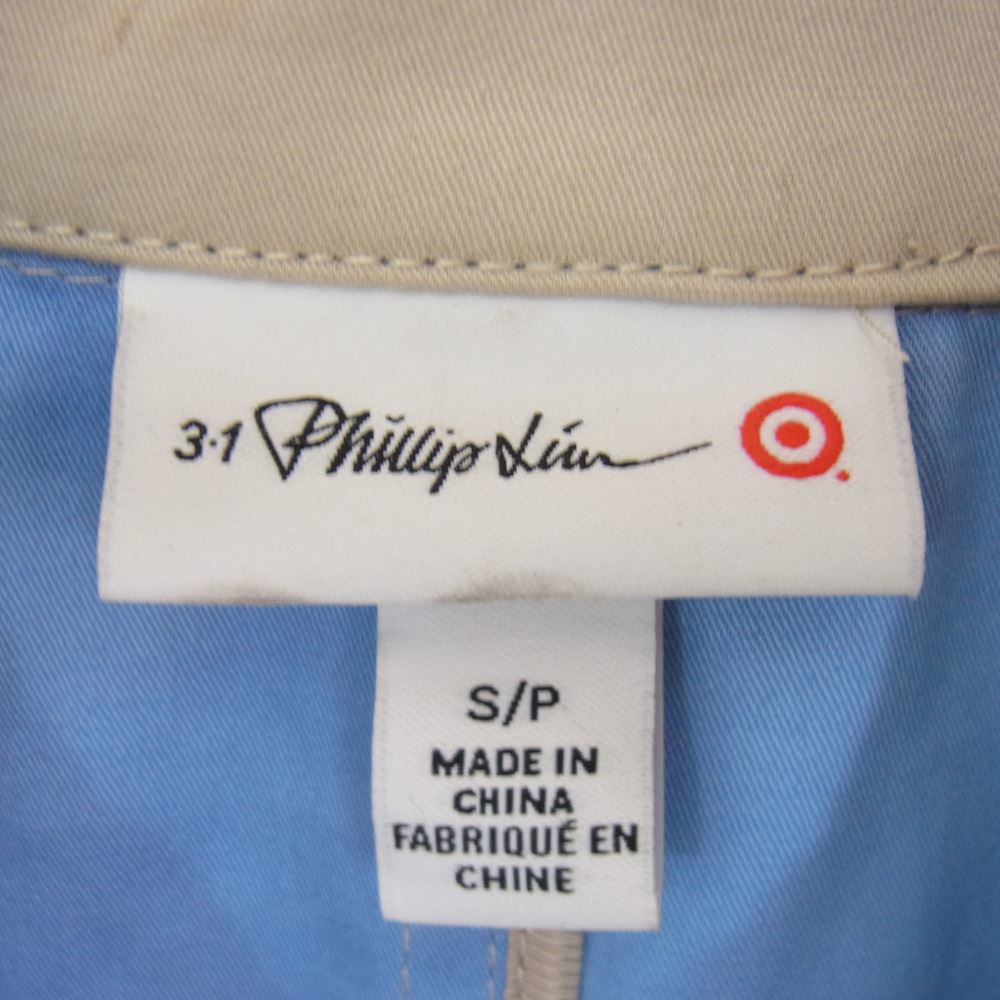 3·1 Phillip Lim
S/P
MADE IN
CHINA
FABRIQUÉ EN
CHINE